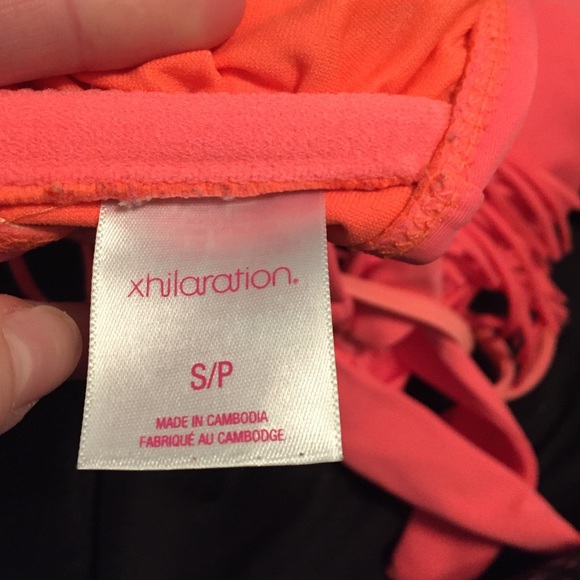 xhilaration.
S/P
MADE IN CAMBODIA
FABRIQUÉ AU CAMBODGE